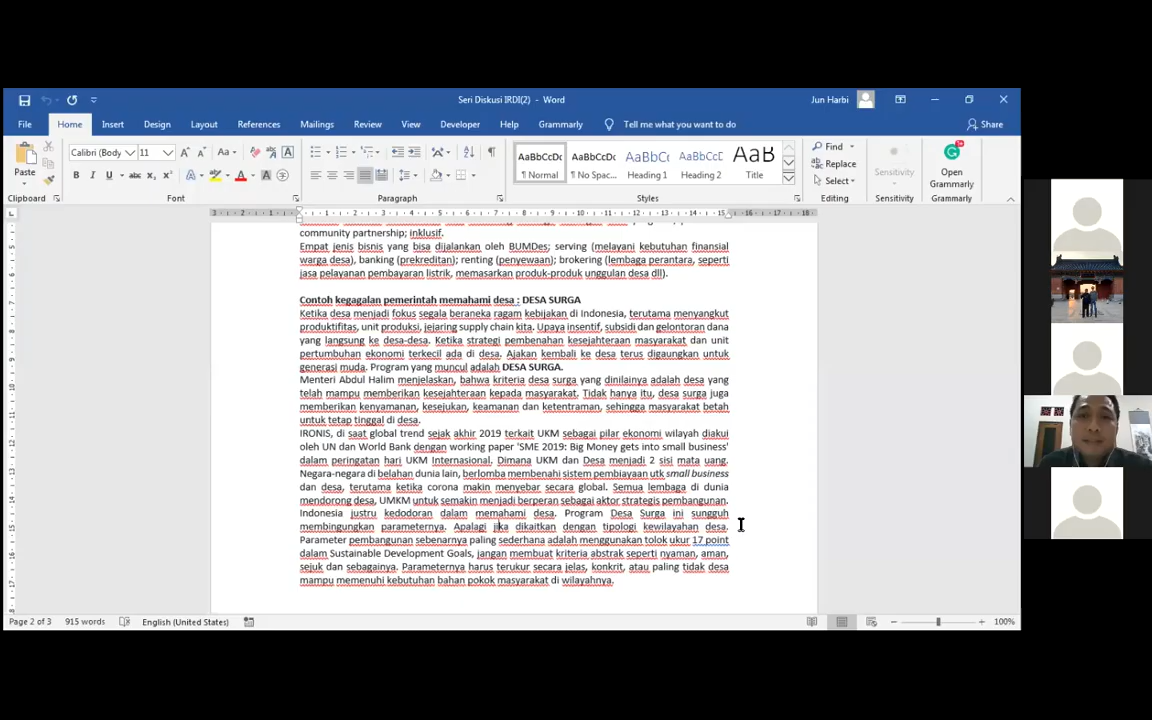 Seri Diskusi IRDI(2) - Word
Jun Harbi
File Home Insert Design Layout References Mailings Review View Developer Help Grammarly Tell me what you want to do Share
Paste
Calibri (Body) 11
AaBbCcDc AaBbCcDc AaBbCc AaBbCcD AaB
¶ Normal ¶ No Spac... Heading 1 Heading 2 Title
Find
Replace
Select
Sensitivity
Open Grammarly
Clipboard Font Paragraph Styles Editing Sensitivity Grammarly
community partnership; inklusif.
Empat jenis bisnis yang bisa dijalankan oleh BUMDes; serving (melayani kebutuhan finansial
warga desa), banking (prekreditan); renting (penyewaan); brokering (lembaga perantara, seperti
jasa pelayanan pembayaran listrik, memasarkan produk-produk unggulan desa dll).
Contoh kegagalan pemerintah memahami desa : DESA SURGA
Ketika desa menjadi fokus segala beraneka ragam kebijakan di Indonesia, terutama menyangkut
produktifitas, unit produksi, jejaring supply chain kita. Upaya insentif, subsidi dan gelontoran dana
yang langsung ke desa-desa. Ketika strategi pembenahan kesejahteraan masyarakat dan unit
pertumbuhan ekonomi terkecil ada di desa. Ajakan kembali ke desa terus digaungkan untuk
generasi muda. Program yang muncul adalah DESA SURGA.
Menteri Abdul Halim menjelaskan, bahwa kriteria desa surga yang dinilainya adalah desa yang
telah mampu memberikan kesejahteraan kepada masyarakat. Tidak hanya itu, desa surga juga
memberikan kenyamanan, kesejukan, keamanan dan ketentraman, sehingga masyarakat betah
untuk tetap tinggal di desa.
IRONIS, di saat global trend sejak akhir 2019 terkait UKM sebagai pilar ekonomi wilayah diakui
oleh UN dan World Bank dengan working paper 'SME 2019: Big Money gets into small business'
dalam peringatan hari UKM Internasional. Dimana UKM dan Desa menjadi 2 sisi mata uang.
Negara-negara di belahan dunia lain, berlomba membenahi sistem pembiayaan utk small business
dan desa, terutama ketika corona makin menyebar secara global. Semua lembaga di dunia
mendorong desa, UMKM untuk semakin menjadi berperan sebagai aktor strategis pembangunan.
Indonesia justru kedodoran dalam memahami desa. Program Desa Surga ini sungguh
membingungkan parameternya. Apalagi jika dikaitkan dengan tipologi kewilayahan desa.
Parameter pembangunan sebenarnya paling sederhana adalah menggunakan tolok ukur 17 point
dalam Sustainable Development Goals, jangan membuat kriteria abstrak seperti nyaman, aman,
sejuk dan sebagainya. Parameternya harus terukur secara jelas, konkrit, atau paling tidak desa
mampu memenuhi kebutuhan bahan pokok masyarakat di wilayahnya.
Page 2 of 3 915 words English (United States) 100%